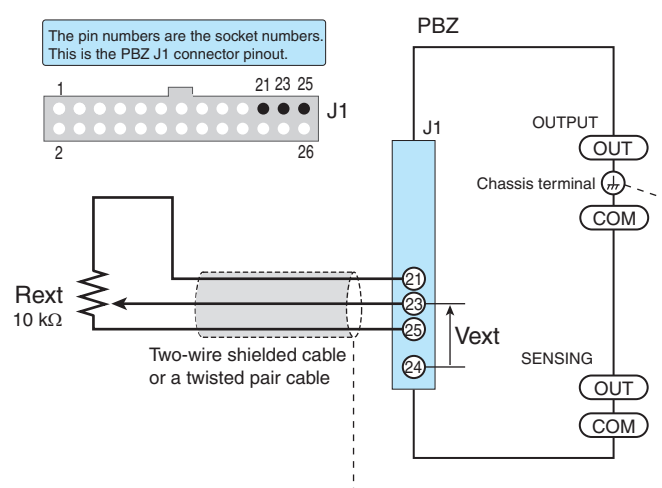 The pin numbers are the socket numbers.
This is the PBZ J1 connector pinout.
PBZ
1
21 23 25
J1
2
26
J1
OUTPUT
OUT
Chassis terminal
COM
Rext
10 kΩ
21
23
25
24
Vext
Two-wire shielded cable
or a twisted pair cable
SENSING
OUT
COM